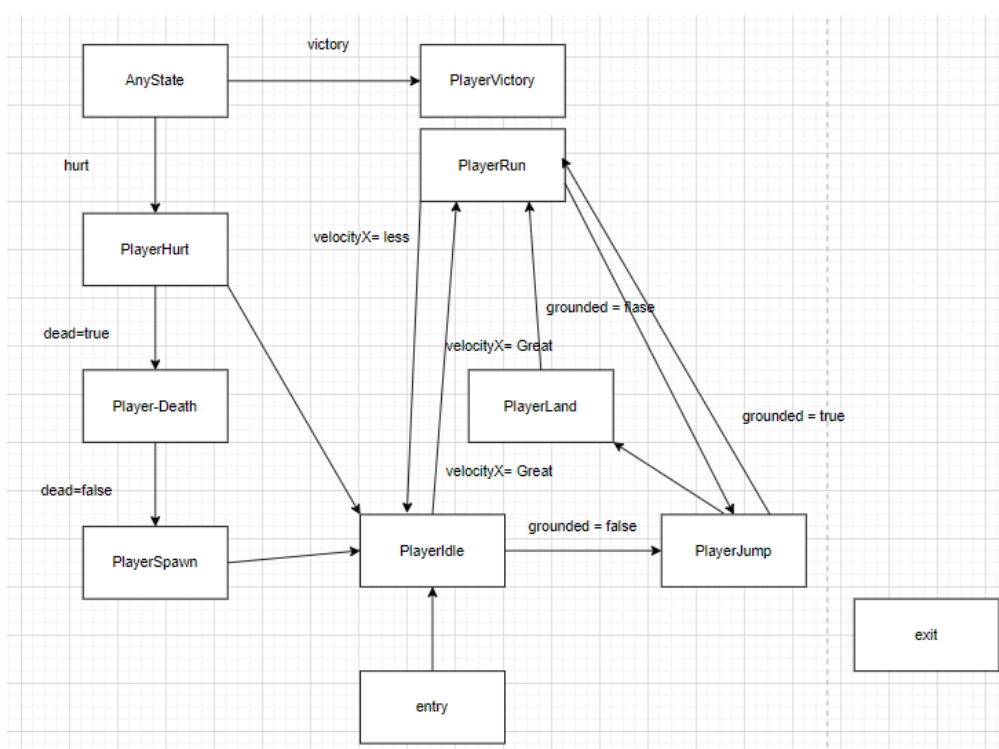 victory
AnyState
PlayerVictory
hurt
PlayerRun
velocityX= less
PlayerHurt
grounded = flase
dead=true
velocityX= Great
Player-Death
PlayerLand
grounded = true
velocityX= Great
dead=false
grounded = false
PlayerSpawn
PlayerIdle
PlayerJump
exit
entry